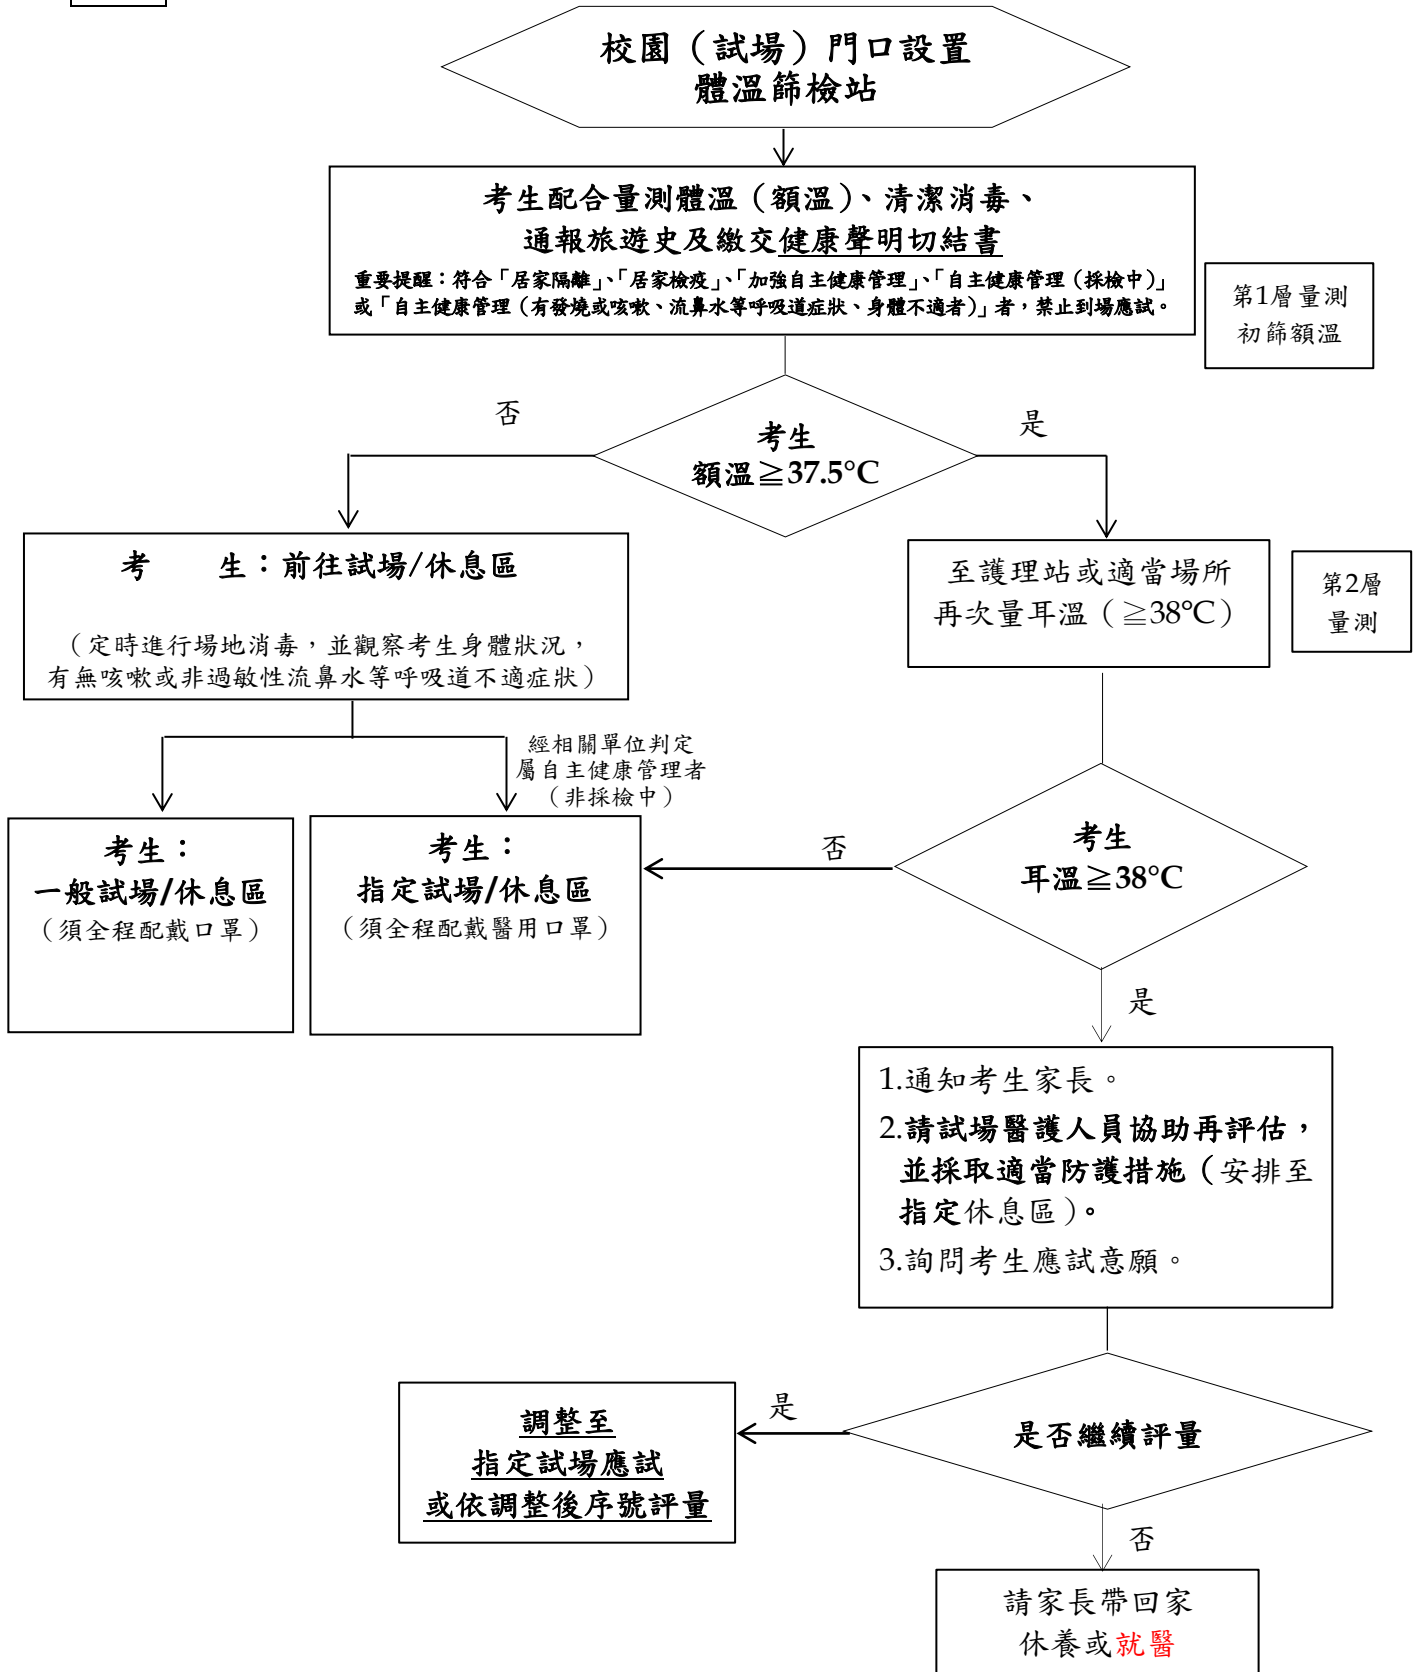 校園（試場）門口設置
體溫篩檢站
考生配合量測體溫（額溫）、清潔消毒、
通報旅遊史及繳交健康聲明切結書
重要提醒：符合「居家隔離」、「居家檢疫」、「加強自主健康管理」、「自主健康管理（採檢中）」
或「自主健康管理（有發燒或咳嗽、流鼻水等呼吸道症狀、身體不適者）」者，禁止到場應試。
第1層量測
初篩額溫
否
是
考生
額溫≧37.5°C
考　　生：前往試場/休息區
（定時進行場地消毒，並觀察考生身體狀況，
有無咳嗽或非過敏性流鼻水等呼吸道不適症狀）
至護理站或適當場所
再次量耳溫（≧38°C）
第2層
量測
經相關單位判定
屬自主健康管理者
（非採檢中）
考生：
一般試場/休息區
（須全程配戴口罩）
考生：
指定試場/休息區
（須全程配戴醫用口罩）
否
考生
耳溫≧38°C
是
1.通知考生家長。
2.請試場醫護人員協助再評估，
並採取適當防護措施（安排至
指定休息區）。
3.詢問考生應試意願。
調整至
指定試場應試
或依調整後序號評量
是
是否繼續評量
否
請家長帶回家
休養或就醫